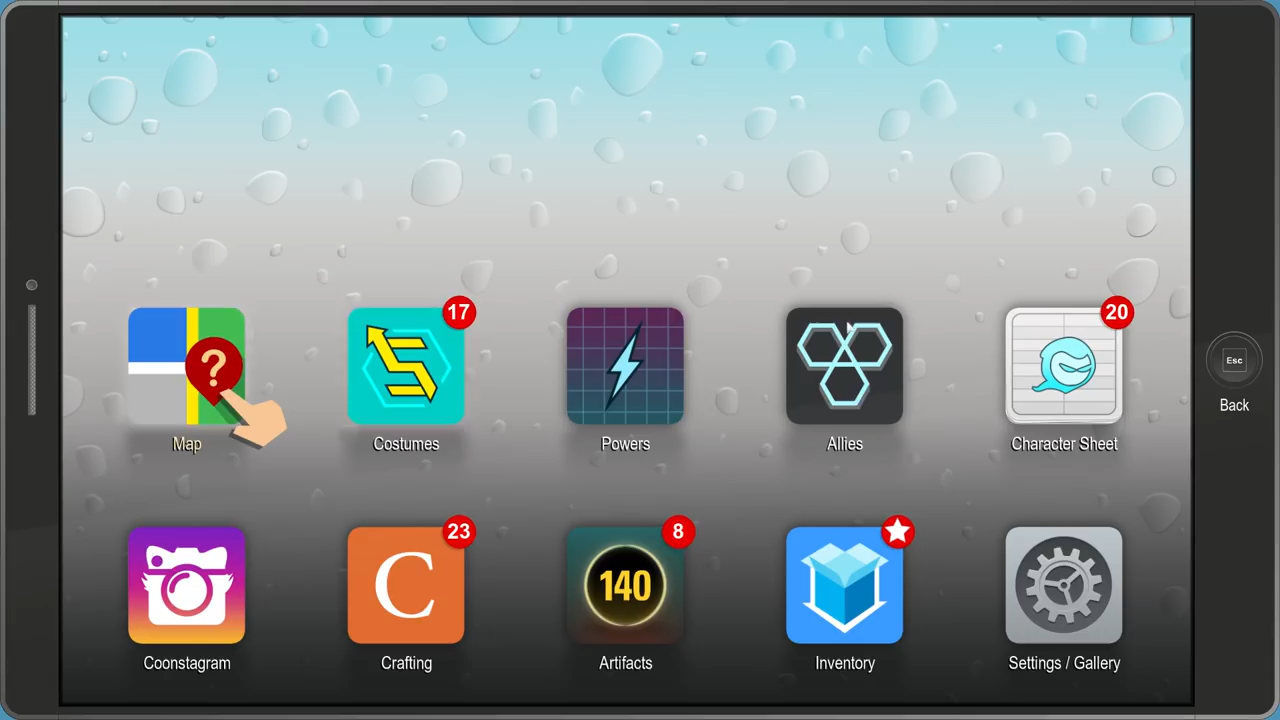 17
20
?
Esc
Back
Map
Costumes
Powers
Allies
Character Sheet
23
8
C
140
Coonstagram
Crafting
Artifacts
Inventory
Settings / Gallery